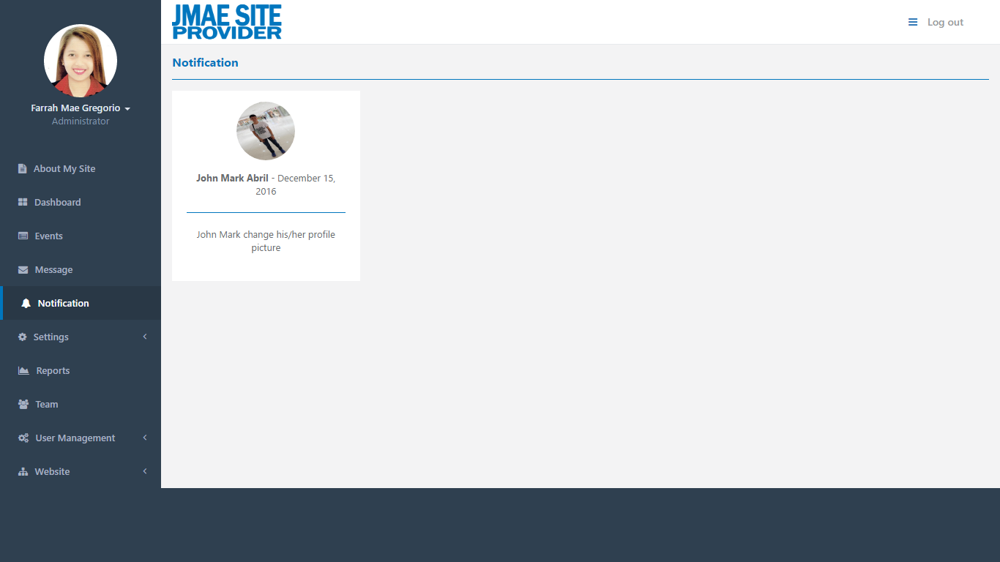 JMAE SITE
PROVIDER
Log out
Farrah Mae Gregorio
Administrator
About My Site
Dashboard
Events
Message
Notification
Settings
Reports
Team
User Management
Website
Notification
John Mark Abril - December 15,
2016
John Mark change his/her profile
picture